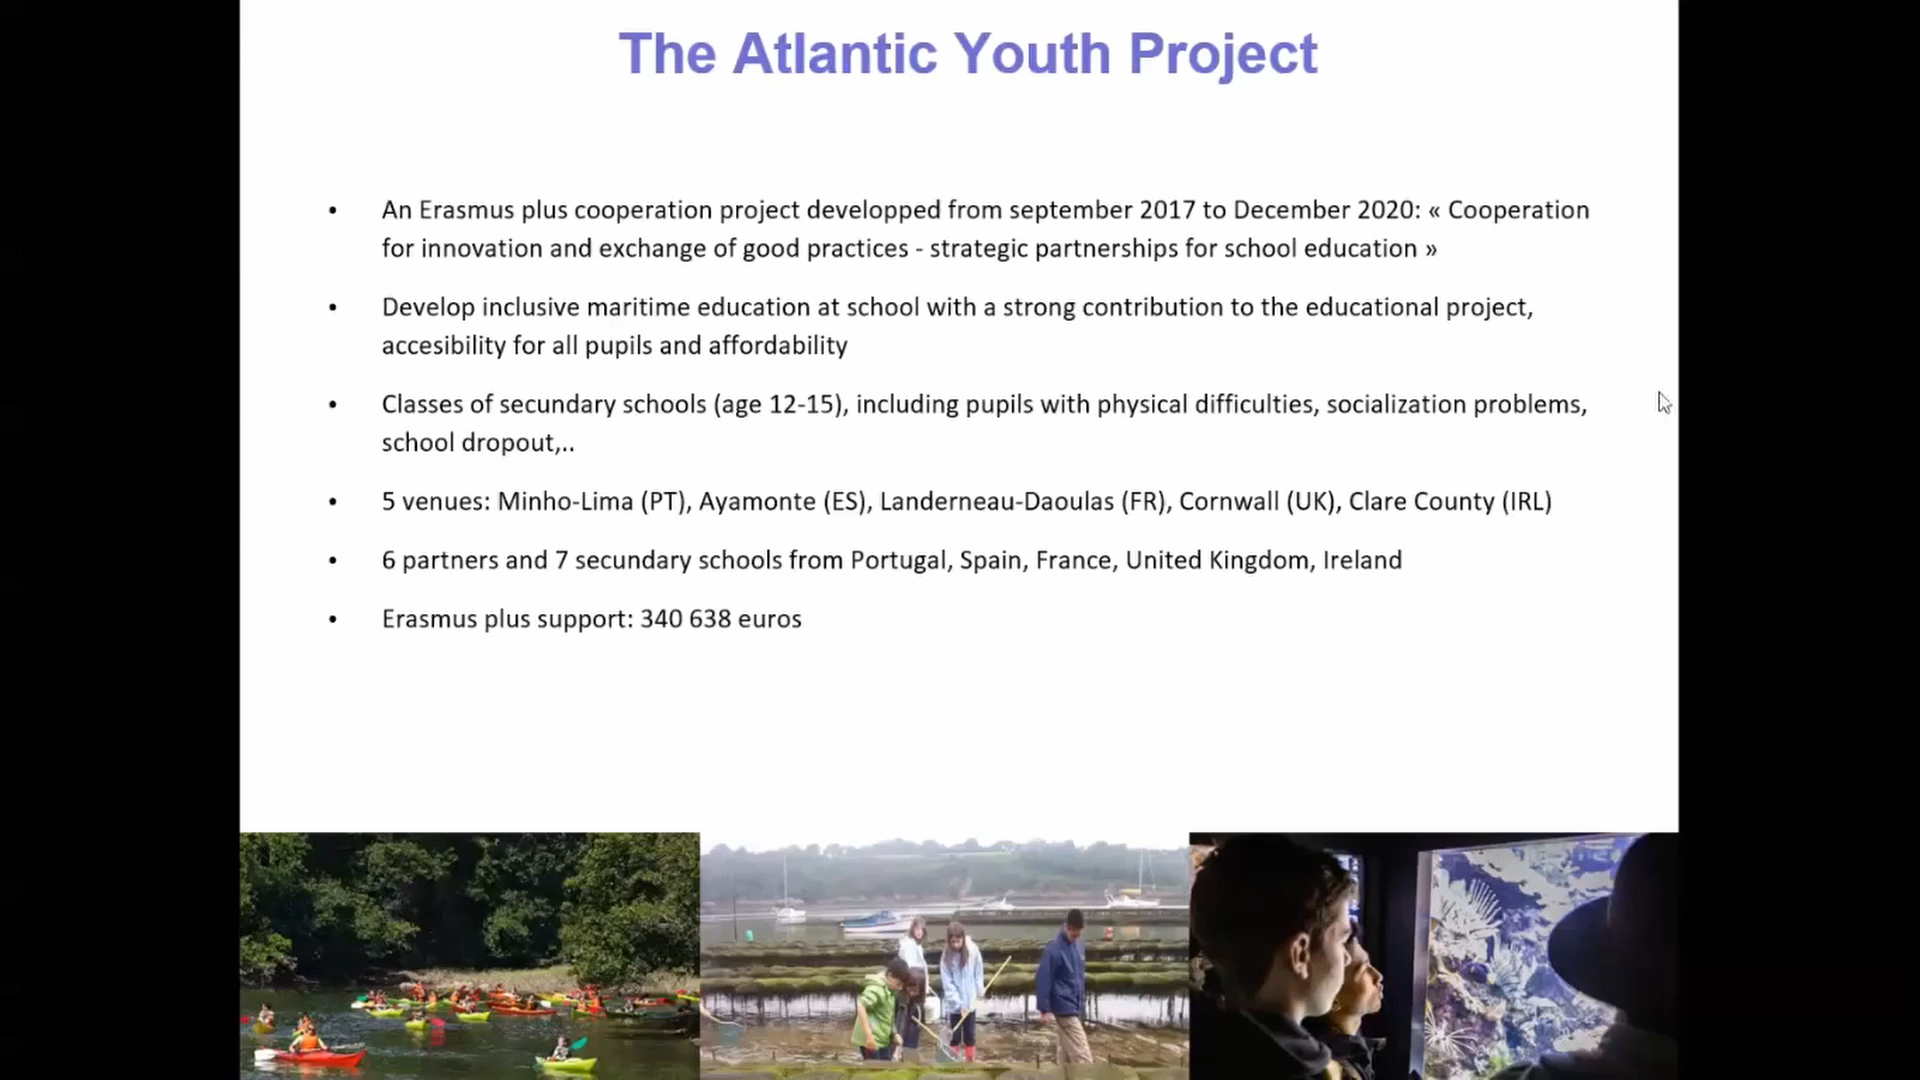 The Atlantic Youth Project
• An Erasmus plus cooperation project developped from september 2017 to December 2020: « Cooperation
for innovation and exchange of good practices - strategic partnerships for school education »
• Develop inclusive maritime education at school with a strong contribution to the educational project,
accesibility for all pupils and affordability
• Classes of secundary schools (age 12-15), including pupils with physical difficulties, socialization problems,
school dropout,..
• 5 venues: Minho-Lima (PT), Ayamonte (ES), Landerneau-Daoulas (FR), Cornwall (UK), Clare County (IRL)
• 6 partners and 7 secundary schools from Portugal, Spain, France, United Kingdom, Ireland
• Erasmus plus support: 340 638 euros